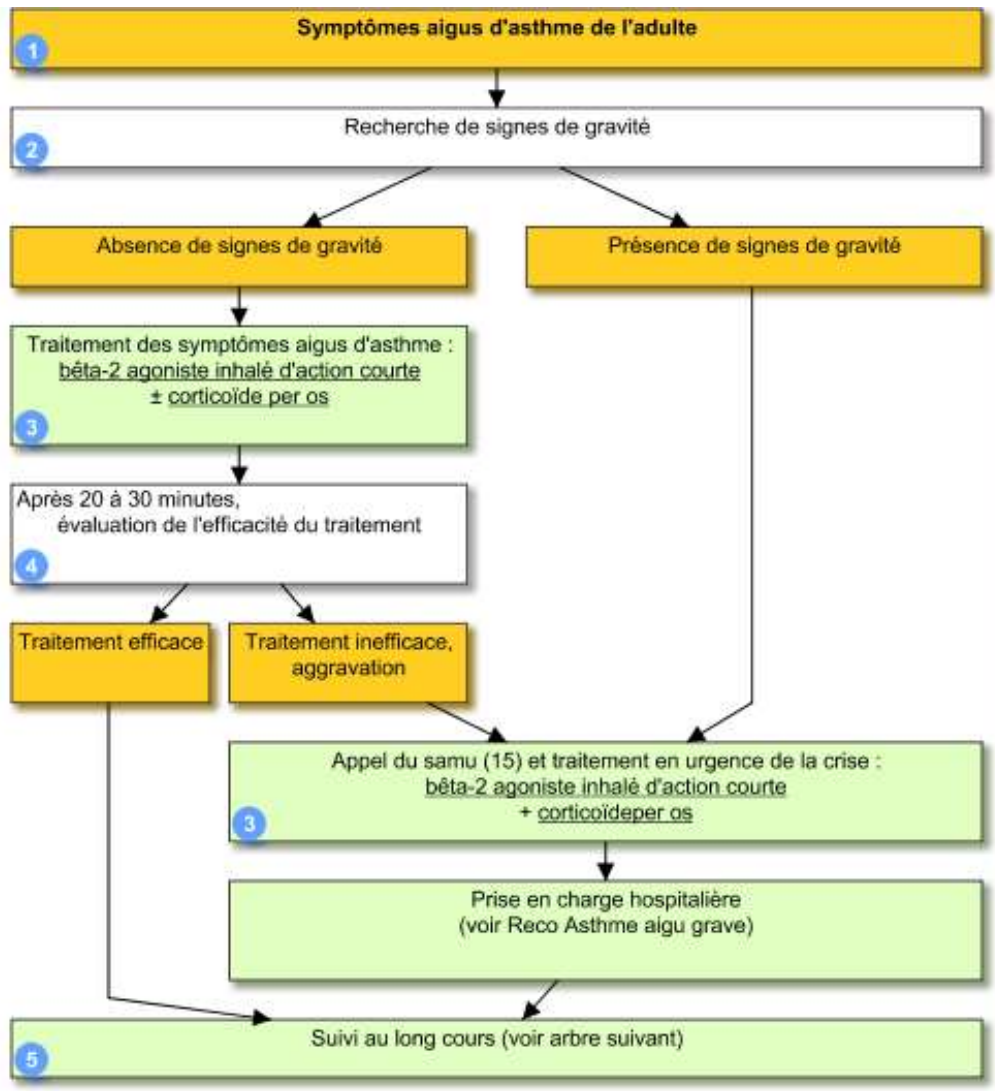 Symptômes aigus d'asthme de l'adulte
1
Recherche de signes de gravité
2
Absence de signes de gravité
Présence de signes de gravité
Traitement des symptômes aigus d'asthme :
bêta-2 agoniste inhalé d'action courte
± corticoïde per os
3
Après 20 à 30 minutes,
évaluation de l'efficacité du traitement
4
Traitement efficace
Traitement inefficace,
aggravation
Appel du samu (15) et traitement en urgence de la crise :
bêta-2 agoniste inhalé d'action courte
+ corticoïdeper os
3
Prise en charge hospitalière
(voir Reco Asthme aigu grave)
Suivi au long cours (voir arbre suivant)
5